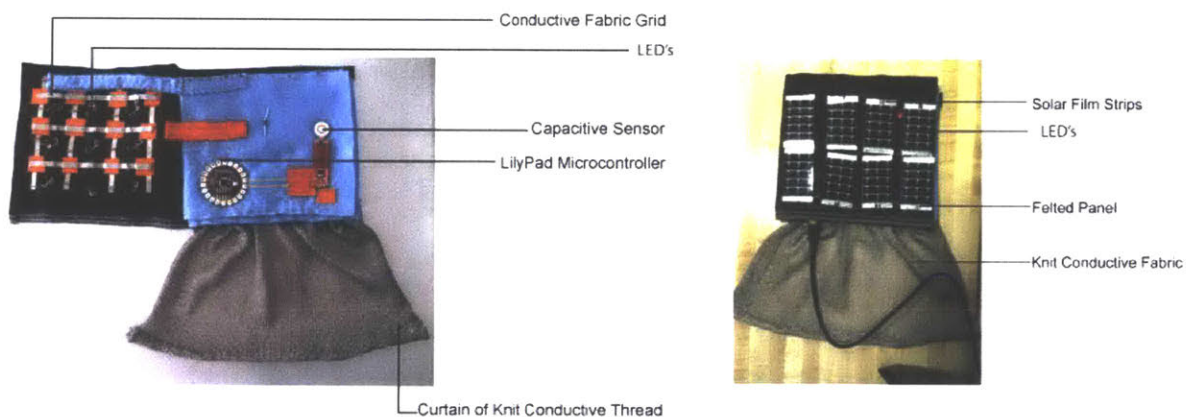 Conductive Fabric Grid
LED's
Capacitive Sensor
LilyPad Microcontroller
Curtain of Knit Conductive Thread
Solar Film Strips
LED's
Felted Panel
Knit Conductive Fabric